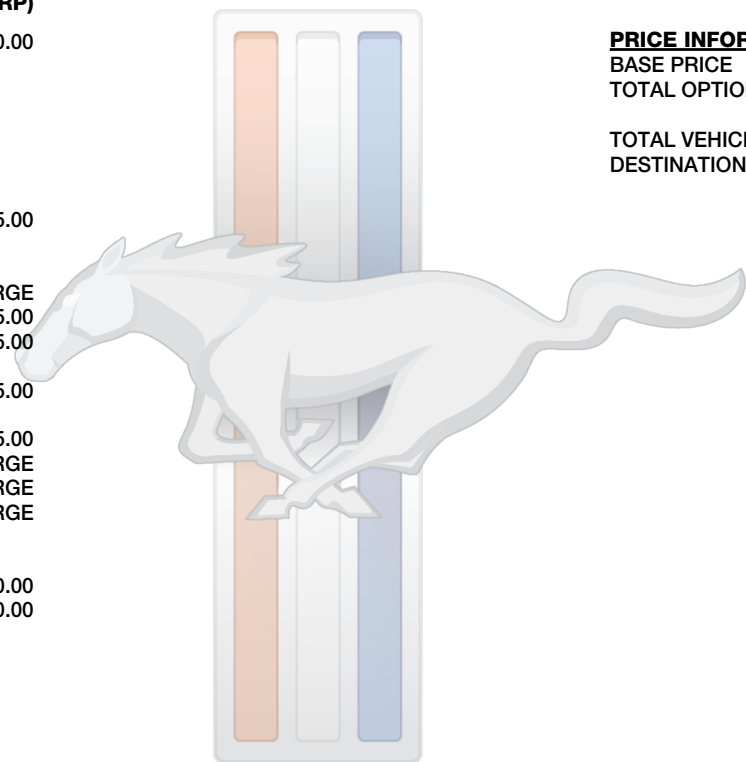 RP)
0.00
5.00
RGE
5.00
5.00
5.00
5.00
RGE
RGE
RGE
0.00
0.00
PRICE INFOR
BASE PRICE
TOTAL OPTION
TOTAL VEHICL
DESTINATION